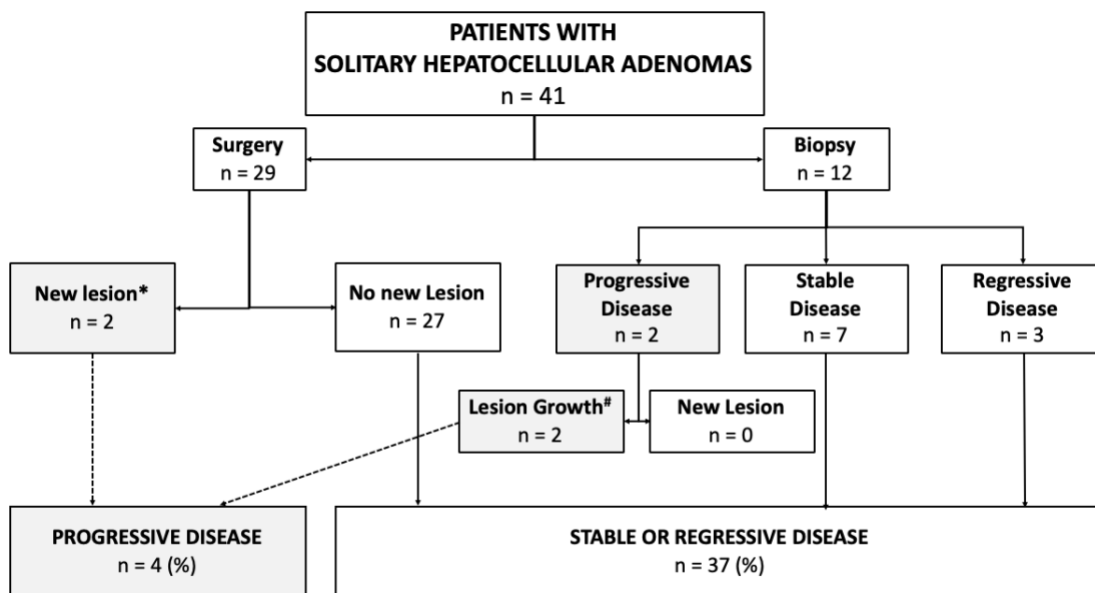 PATIENTS WITH
SOLITARY HEPATOCELLULAR ADENOMAS
n = 41
Surgery
n = 29
Biopsy
n = 12
New lesion*
n = 2
No new Lesion
n = 27
Progressive
Disease
n = 2
Stable
Disease
n = 7
Regressive
Disease
n = 3
Lesion Growth#
n = 2
New Lesion
n = 0
PROGRESSIVE DISEASE
n = 4 (%)
STABLE OR REGRESSIVE DISEASE
n = 37 (%)